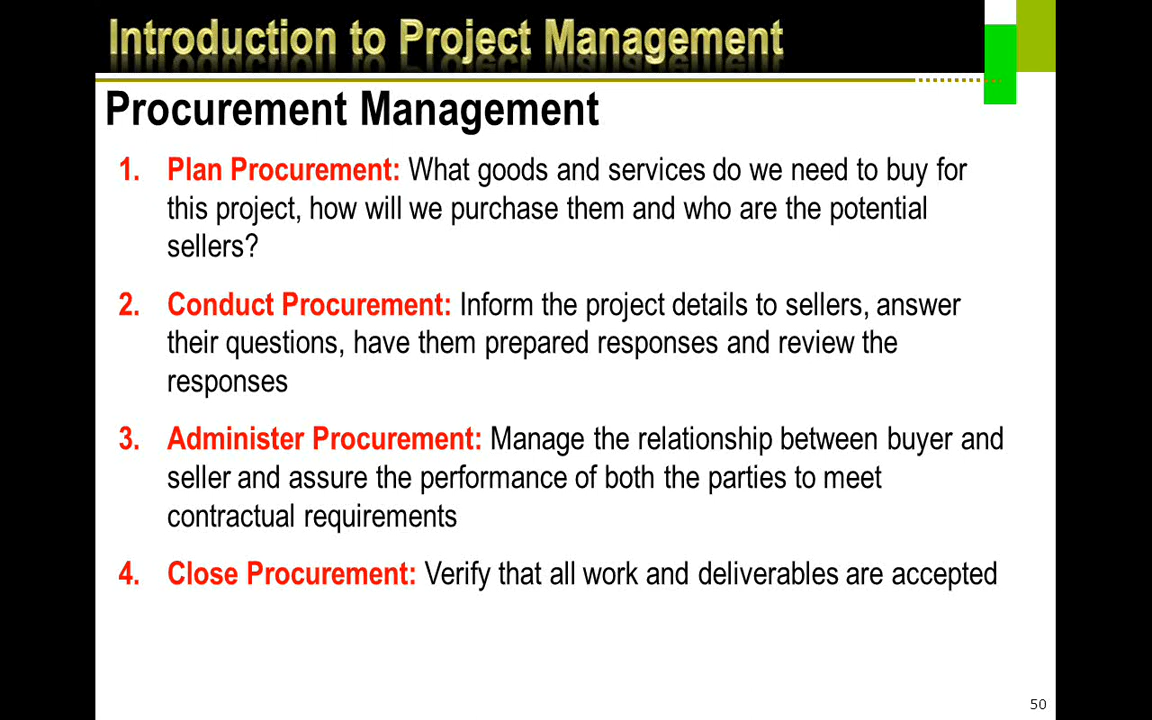 Introduction to Project Management
Procurement Management
1. Plan Procurement: What goods and services do we need to buy for
this project, how will we purchase them and who are the potential
sellers?
2. Conduct Procurement: Inform the project details to sellers, answer
their questions, have them prepared responses and review the
responses
3. Administer Procurement: Manage the relationship between buyer and
seller and assure the performance of both the parties to meet
contractual requirements
4. Close Procurement: Verify that all work and deliverables are accepted
50